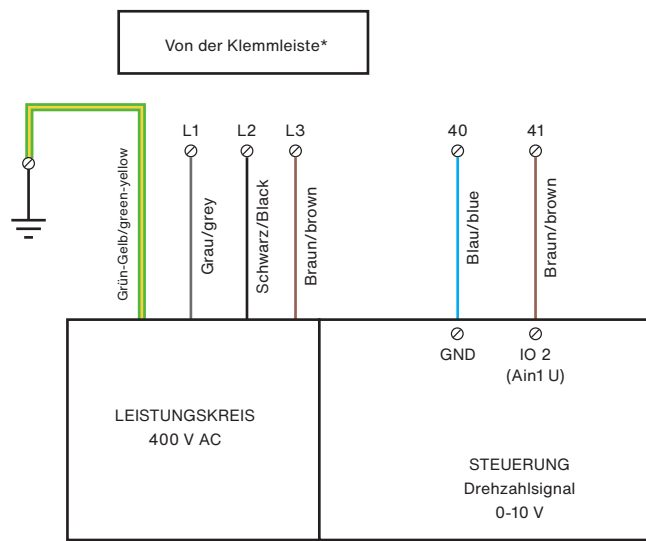 Von der Klemmleiste*
L1 L2 L3 40 41
Grün-Gelb/green-yellow
Grau/grey
Schwarz/Black
Braun/brown
Blau/blue
Braun/brown
GND IO 2
(Ain1 U)
LEISTUNGSKREIS
400 V AC
STEUERUNG
Drehzahlsignal
0-10 V